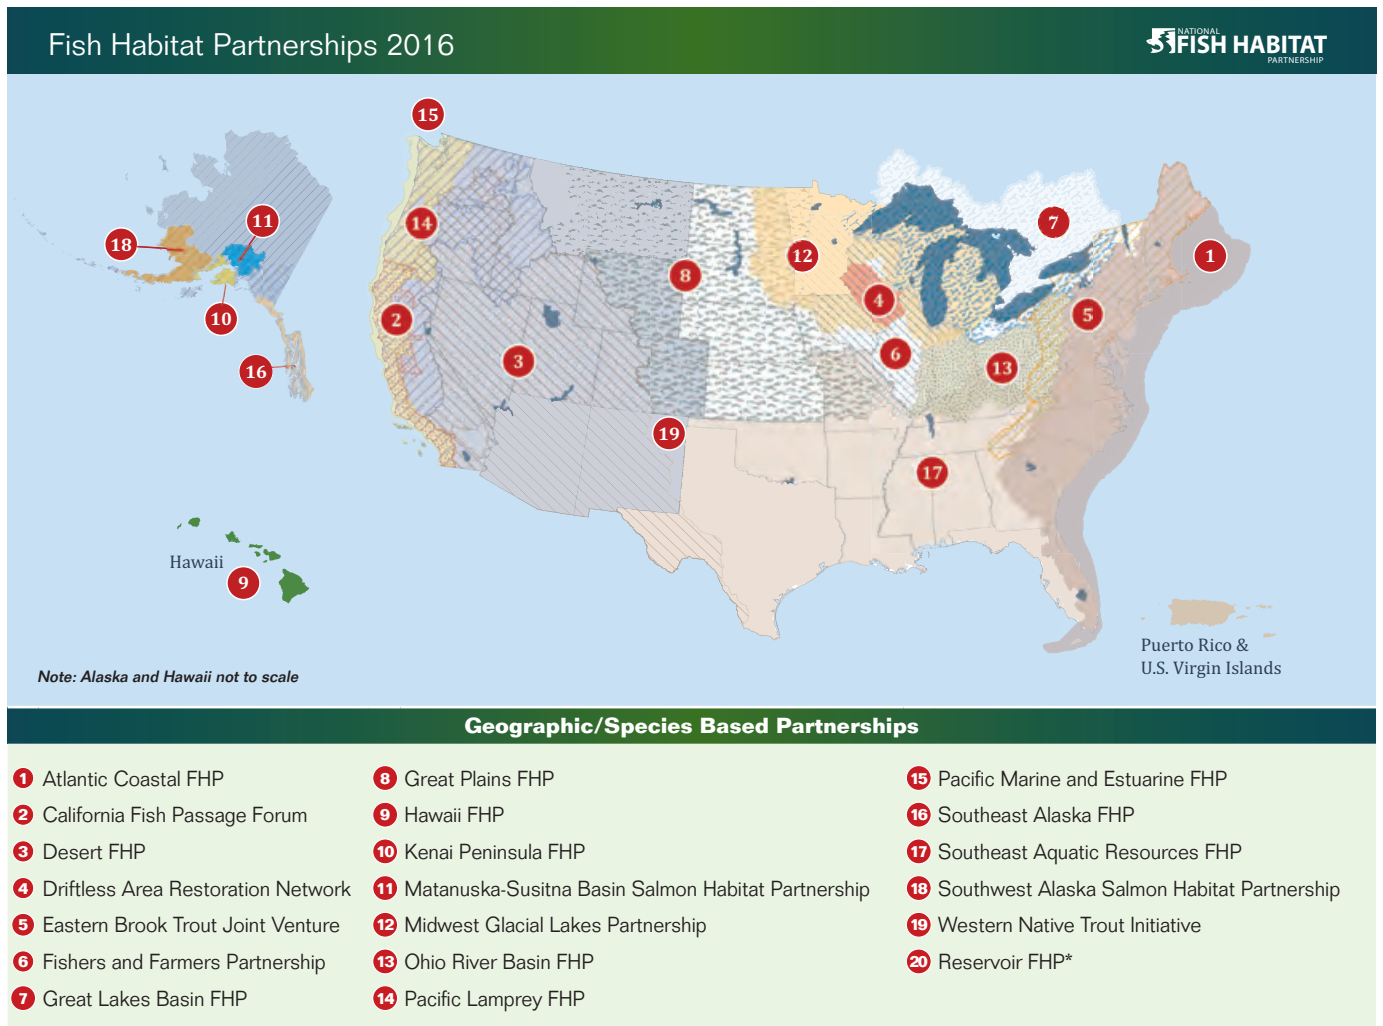 Fish Habitat Partnerships 2016
NATIONAL
FISH HABITAT
PARTNERSHIP
15
11
14
7
18
1
12
8
4
10
2
5
6
3
13
16
19
17
Hawaii
9
Puerto Rico &
U.S. Virgin Islands
Note: Alaska and Hawaii not to scale
Geographic/Species Based Partnerships
1 Atlantic Coastal FHP
2 California Fish Passage Forum
3 Desert FHP
4 Driftless Area Restoration Network
5 Eastern Brook Trout Joint Venture
6 Fishers and Farmers Partnership
7 Great Lakes Basin FHP
8 Great Plains FHP
9 Hawaii FHP
10 Kenai Peninsula FHP
11 Matanuska-Susitna Basin Salmon Habitat Partnership
12 Midwest Glacial Lakes Partnership
13 Ohio River Basin FHP
14 Pacific Lamprey FHP
15 Pacific Marine and Estuarine FHP
16 Southeast Alaska FHP
17 Southeast Aquatic Resources FHP
18 Southwest Alaska Salmon Habitat Partnership
19 Western Native Trout Initiative
20 Reservoir FHP*